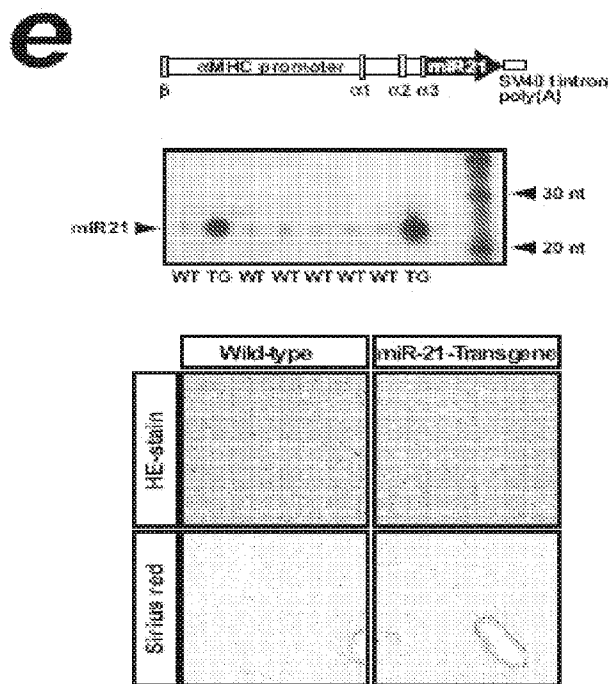 e
αMHC promoter
miR21
SV40 t intron
poly(A)
β α1 α2 α3
30 nt
miR21
20 nt
WT TG WT WT WT WT WT TG
Wild-type miR-21-Transgene
HE-stain
Sirius red